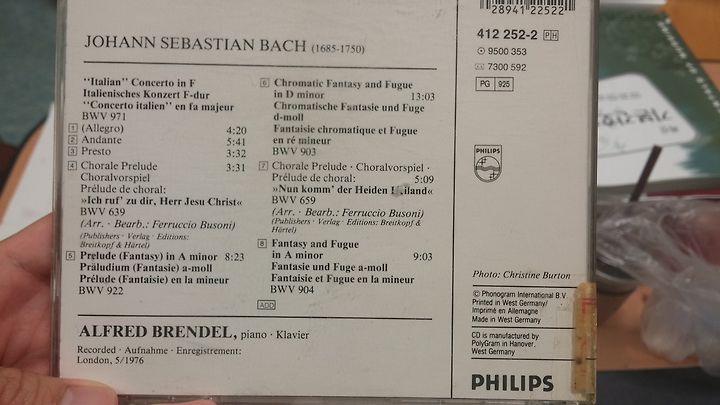 JOHANN SEBASTIAN BACH (1685-1750)
"Italian" Concerto in F
Italienisches Konzert F-dur
"Concerto italien" en fa majeur
BWV 971
1 (Allegro) 4:20
2 Andante 5:41
3 Presto 3:32
4 Chorale Prelude 3:31
Choralvorspiel
Prélude de choral:
»Ich ruf' zu dir, Herr Jesu Christ«
BWV 639
(Arr. · Bearb.: Ferruccio Busoni)
(Publishers · Verlag · Editions:
Breitkopf & Härtel)
5 Prelude (Fantasy) in A minor 8:23
Präludium (Fantasie) a-moll
Prélude (Fantaisie) en la mineur
BWV 922
6 Chromatic Fantasy and Fugue
in D minor 13:03
Chromatische Fantasie und Fuge
d-moll
Fantaisie chromatique et Fugue
en ré mineur
BWV 903
7 Chorale Prelude · Choralvorspiel ·
Prélude de choral: 5:09
»Nun komm' der Heiden Heiland«
BWV 659
(Arr. · Bearb.: Ferruccio Busoni)
(Publishers · Verlag · Editions: Breitkopf
& Härtel)
8 Fantasy and Fugue
in A minor 9:03
Fantasie und Fuge a-moll
Fantaisie et Fugue en la mineur
BWV 904
ADD
ALFRED BRENDEL, piano · Klavier
Recorded · Aufnahme · Enregistrement:
London, 5/1976
28941 22522
412 252-2 PH
9500 353
7300 592
PG 925
PHILIPS
Photo: Christine Burton
℗ Phonogram International B.V.
Printed in West Germany/
Imprimé en Allemagne
Made in West Germany
CD is manufactured by
PolyGram in Hanover,
West Germany
PHILIPS